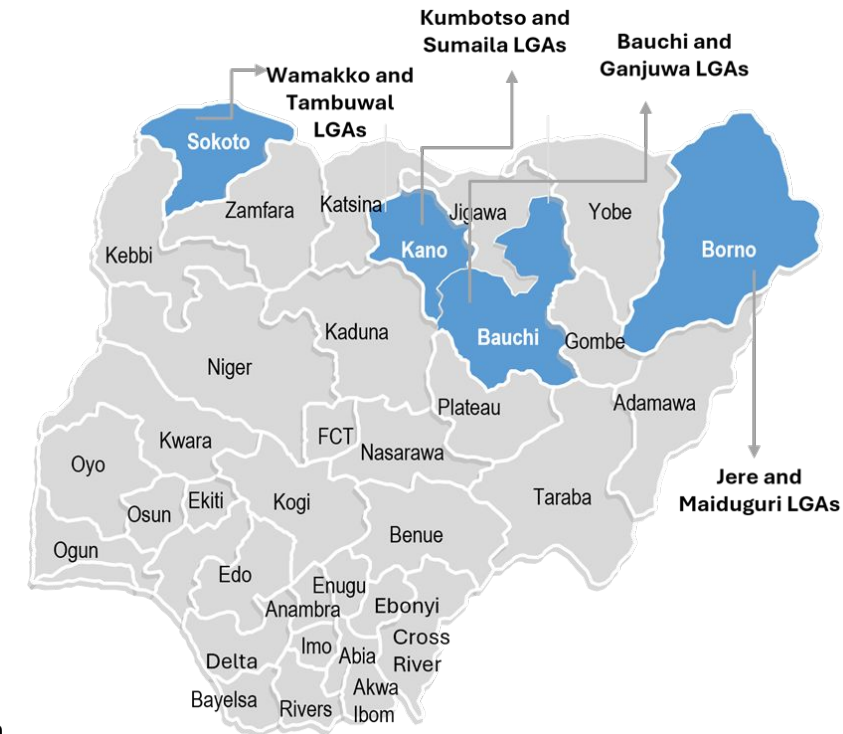 Kumbotso and
Sumaila LGAs
Bauchi and
Ganjuwa LGAs
Wamakko and
Tambuwal
LGAs
Sokoto
Zamfara
Katsina
Jigawa
Yobe
Kebbi
Kano
Borno
Kaduna
Bauchi
Gombe
Niger
Plateau
Adamawa
FCT
Kwara
Nasarawa
Oyo
Jere and
Maiduguri LGAs
Ekiti
Kogi
Taraba
Osun
Benue
Ogun
Edo
Enugu
Anambra
Ebonyi
Cross
River
Imo
Abia
Delta
Akwa
Ibom
Bayelsa
Rivers